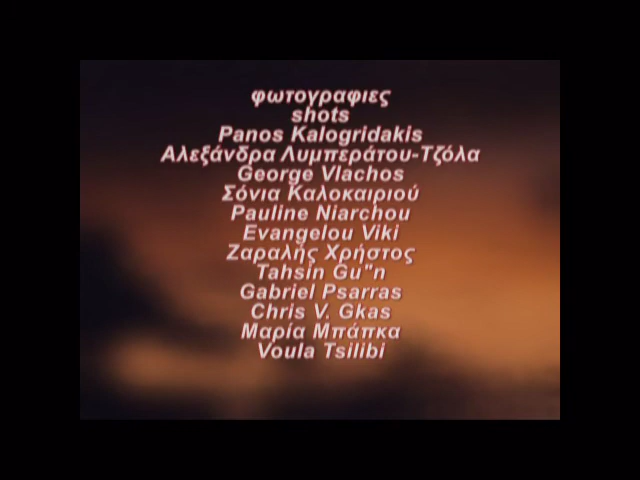 φωτογραφιες
shots
Panos Kalogridakis
Αλεξάνδρα Λυμπεράτου-Τζόλα
George Vlachos
Σόνια Καλοκαιριού
Pauline Niarchou
Evangelou Viki
Ζαραλής Χρήστος
Tahsin Gu"n
Gabriel Psarras
Chris V. Gkas
Μαρία Μπάπκα
Voula Tsilibi